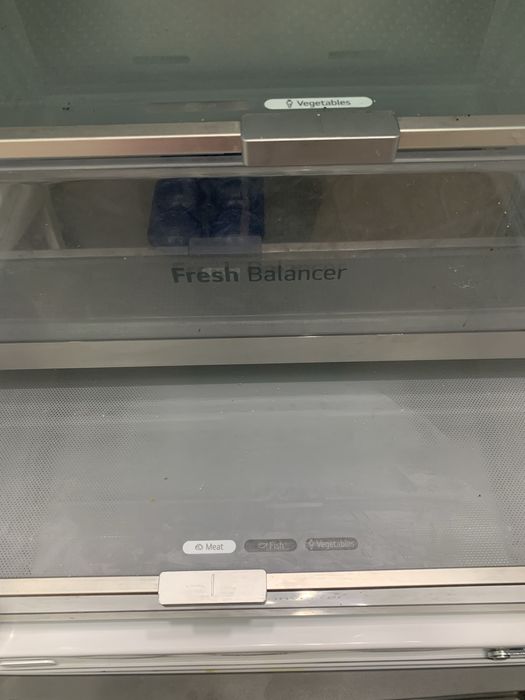 Vegetables
Fresh Balancer
Meat Fish Vegetables